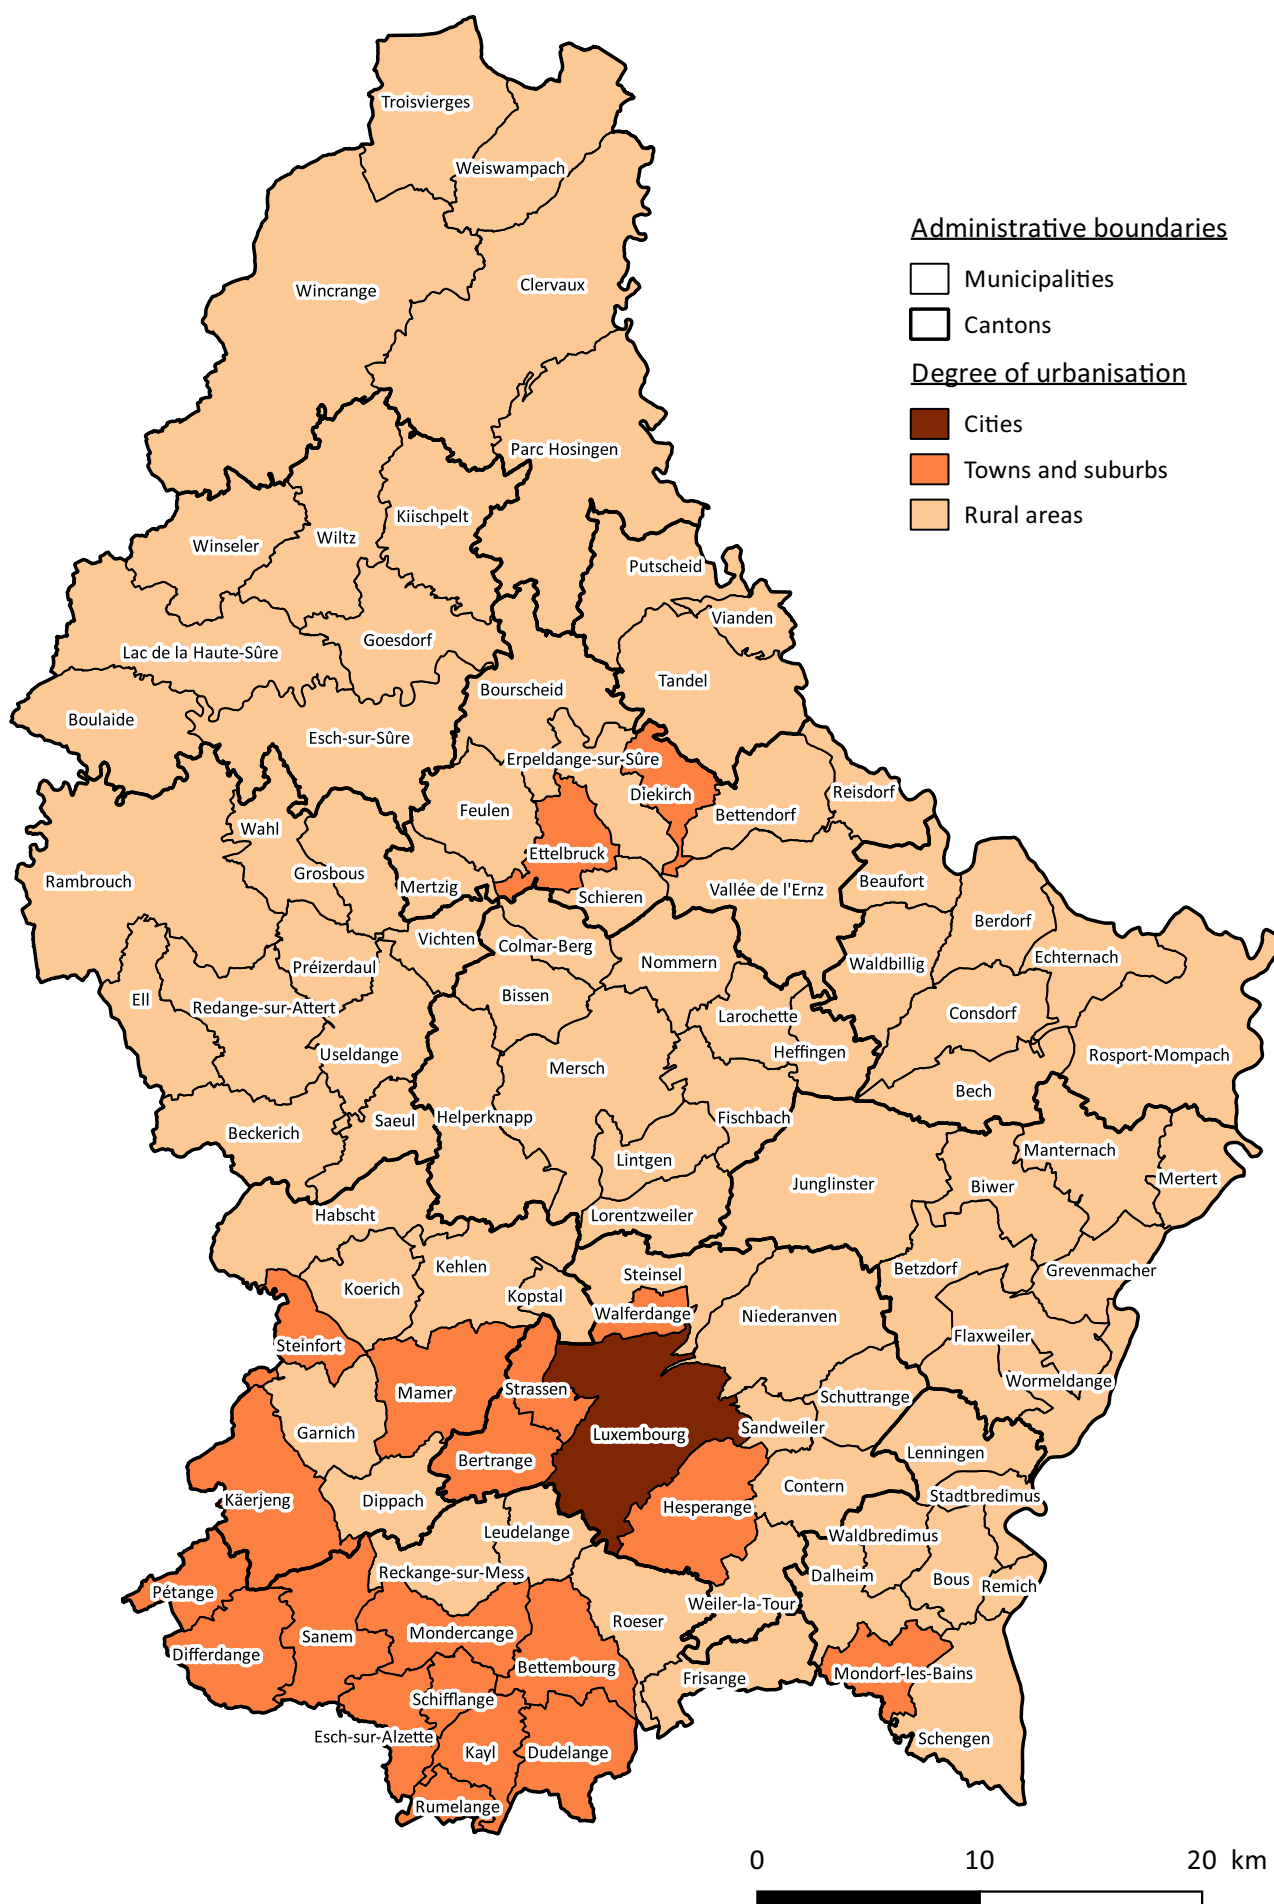 Troisvierges
Weiswampach
Administrative boundaries
Municipalities
Cantons
Degree of urbanisation
Cities
Towns and suburbs
Rural areas
Wincrange
Clervaux
Parc Hosingen
Kiischpelt
Wiltz
Winseler
Putscheid
Vianden
Goesdorf
Lac de la Haute-Sûre
Tandel
Bourscheid
Boulaide
Esch-sur-Sûre
Erpeldange-sur-Sûre
Diekirch
Reisdorf
Feulen
Bettendorf
Wahl
Ettelbruck
Grosbous
Rambrouch
Mertzig
Schieren
Vallée de l'Ernz
Beaufort
Berdorf
Vichten
Colmar-Berg
Echternach
Nommern
Waldbillig
Préizerdaul
Ell
Redange-sur-Attert
Bissen
Larochette
Consdorf
Useldange
Heffingen
Rosport-Mompach
Mersch
Bech
Helperknapp
Fischbach
Saeul
Beckerich
Manternach
Lintgen
Mertert
Junglinster
Biwer
Habscht
Lorentzweiler
Kehlen
Betzdorf
Grevenmacher
Steinsel
Koerich
Kopstal
Walferdange
Niederanven
Steinfort
Flaxweiler
Wormeldange
Mamer
Strassen
Schuttrange
Garnich
Luxembourg
Sandweiler
Lenningen
Bertrange
Contern
Stadtbredimus
Käerjeng
Dippach
Hesperange
Leudelange
Waldbredimus
Reckange-sur-Mess
Dalheim
Bous
Remich
Pétange
Weiler-la-Tour
Roeser
Mondercange
Sanem
Differdange
Bettembourg
Frisange
Mondorf-les-Bains
Schifflange
Esch-sur-Alzette
Kayl
Dudelange
Schengen
Rumelange
0 10 20 km